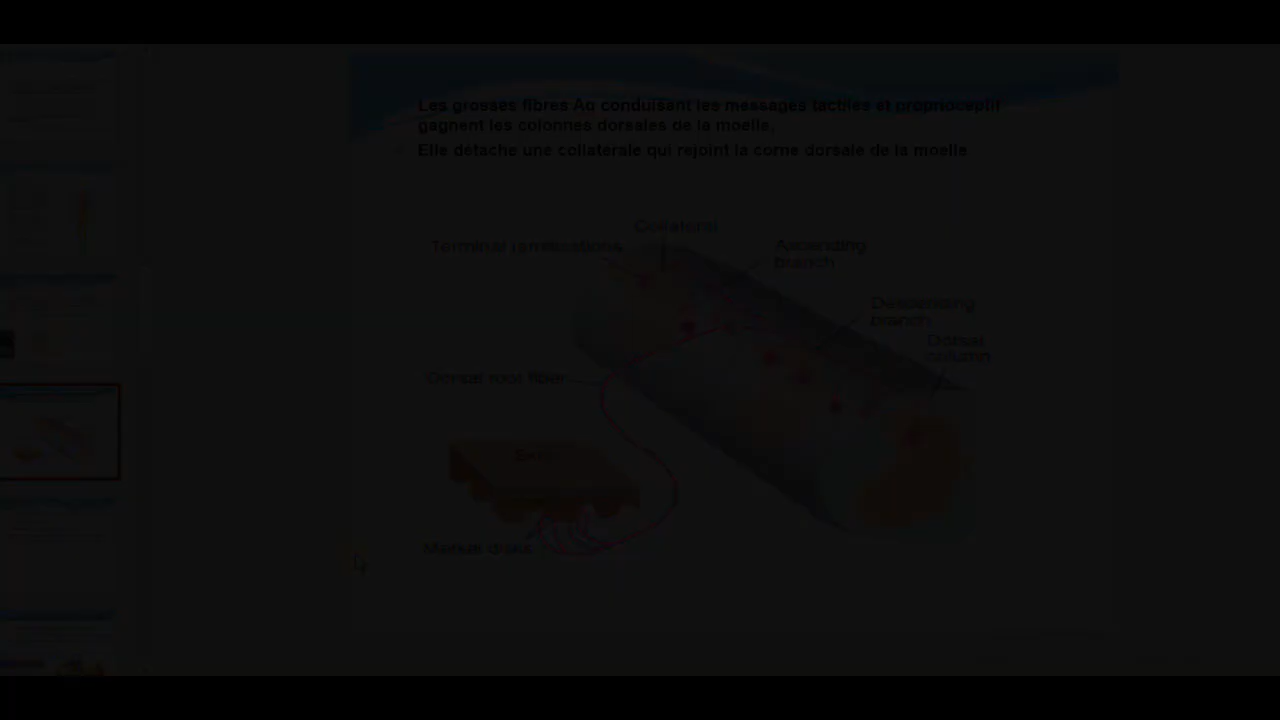 Les grosses fibres Aα conduisant les messages tactiles et proprioceptif
gagnent les colonnes dorsales de la moelle,
Elle détache une collatérale qui rejoint la corne dorsale de la moelle
Collateral
Terminal ramifications
Ascending
branch
Descending
branch
Dorsal
column
Dorsal root fiber
Skin
Merkel disks